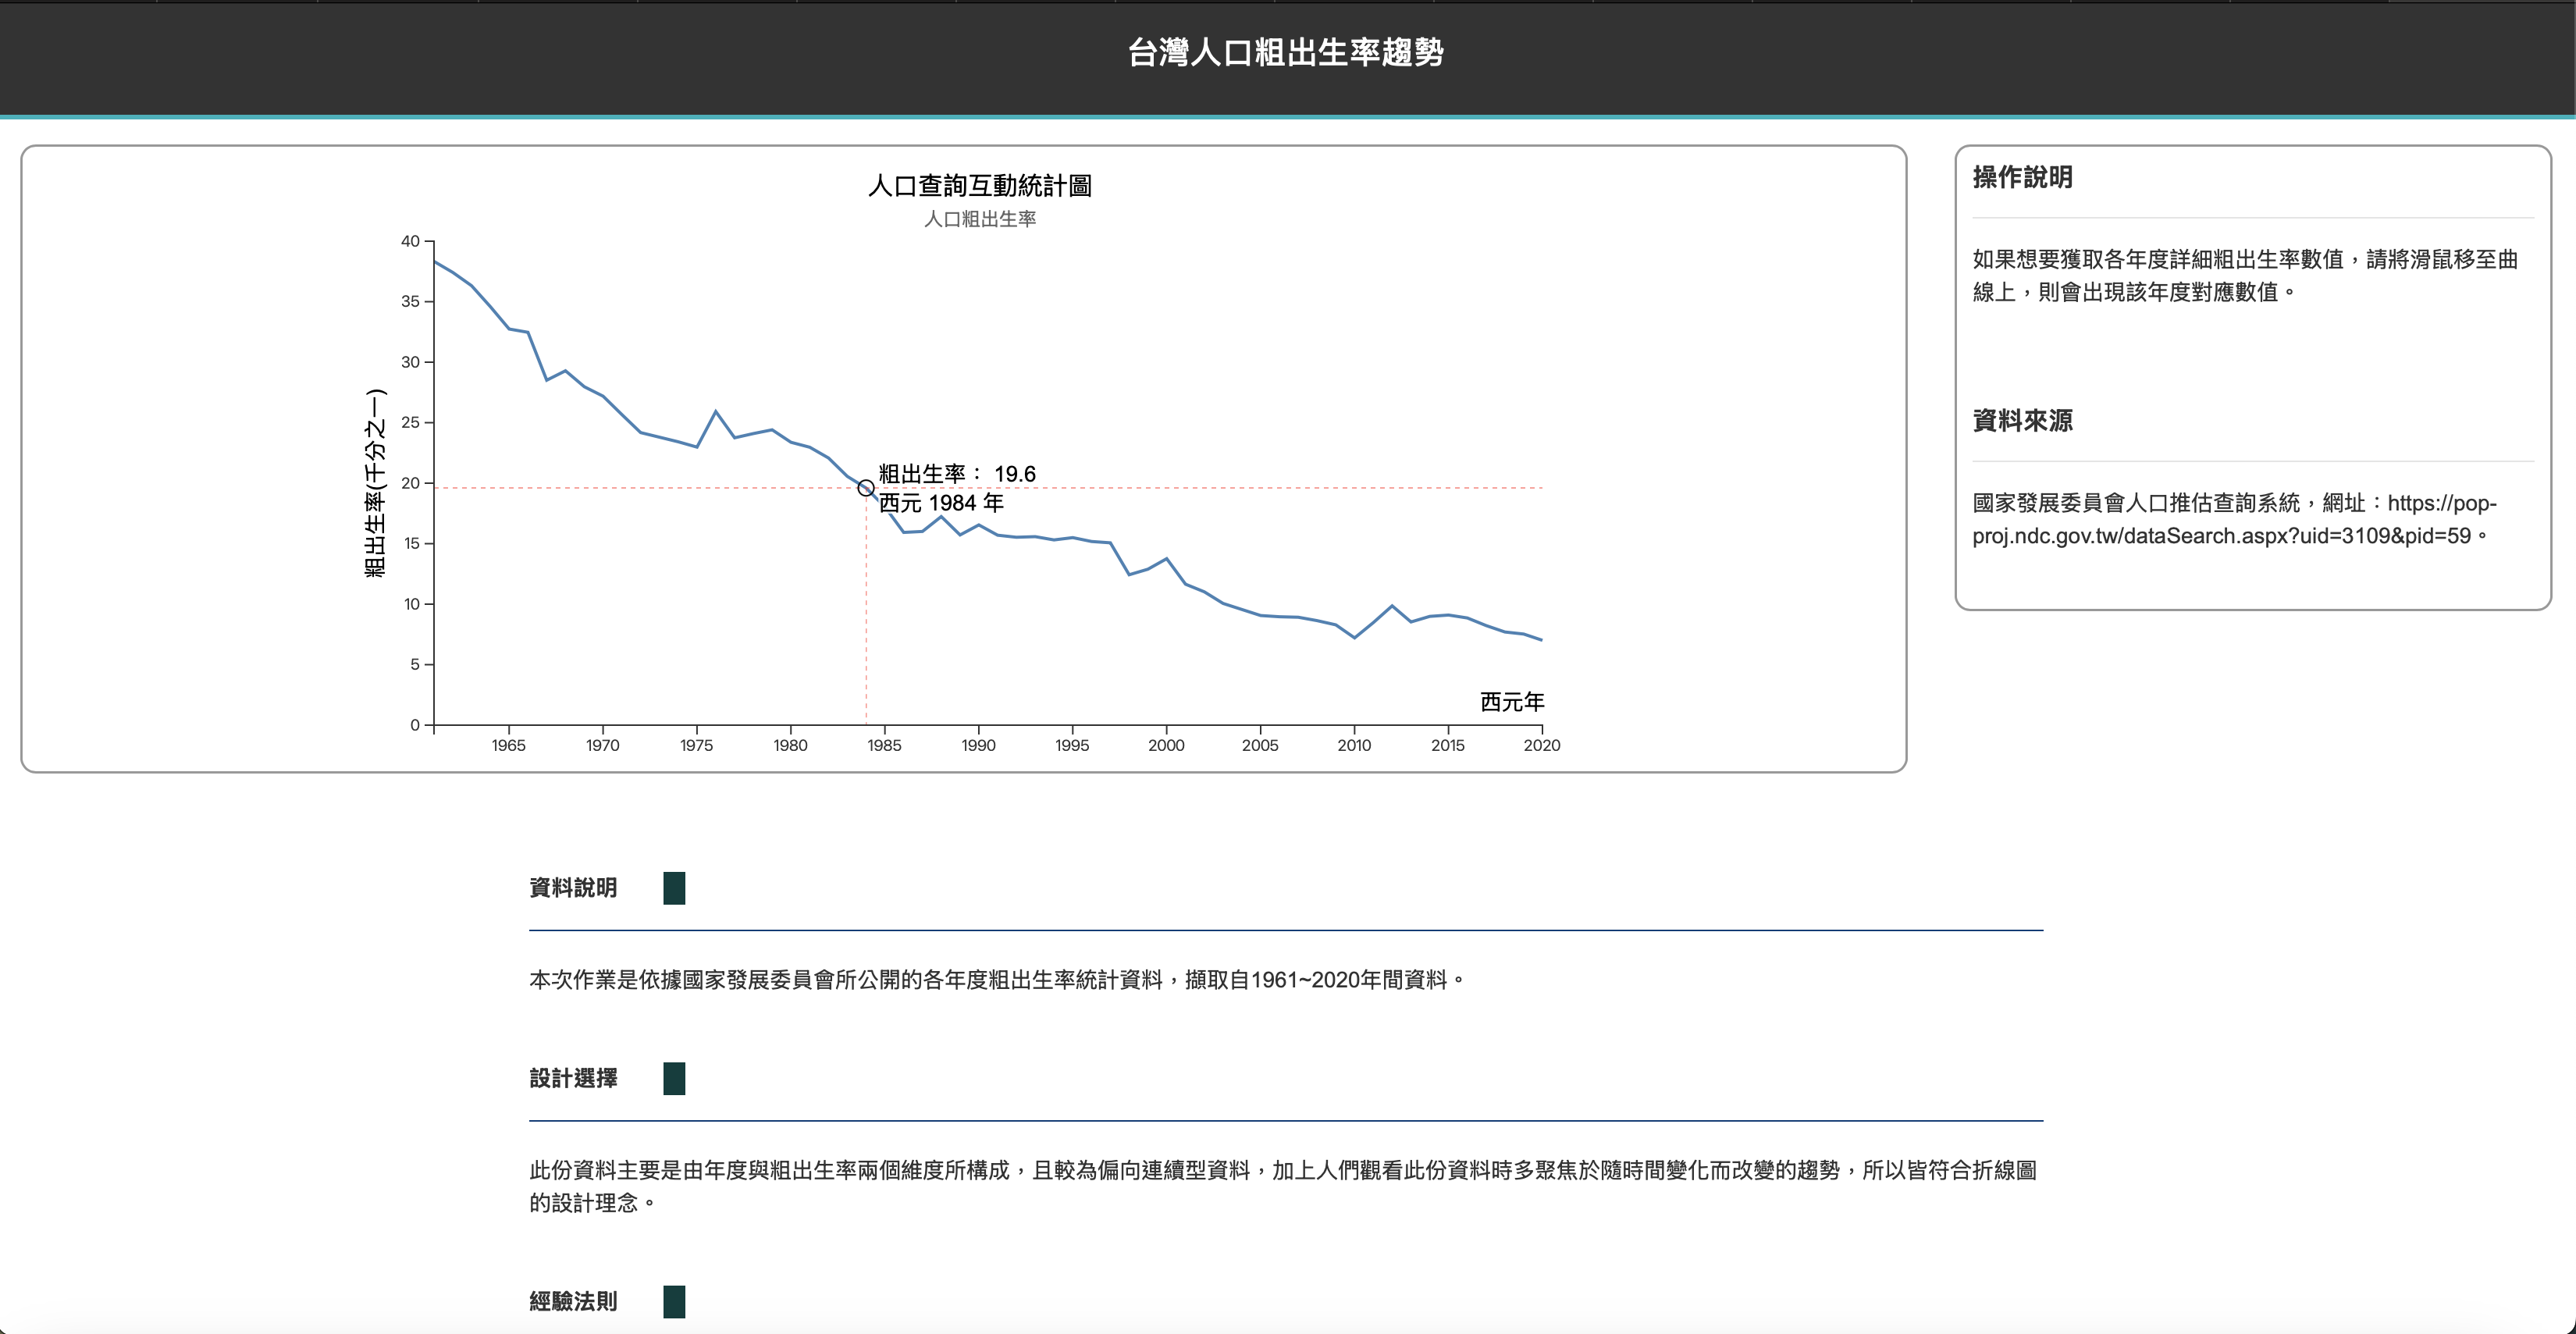 台灣人口粗出生率趨勢
人口查詢互動統計圖
人口粗出生率
粗出生率(千分之一)
40
35
30
25
20
15
10
5
0
粗出生率： 19.6
西元 1984 年
西元年
1965 1970 1975 1980 1985 1990 1995 2000 2005 2010 2015 2020
操作說明
如果想要獲取各年度詳細粗出生率數值，請將滑鼠移至曲
線上，則會出現該年度對應數值。
資料來源
國家發展委員會人口推估查詢系統，網址：https://pop-
proj.ndc.gov.tw/dataSearch.aspx?uid=3109&pid=59。
資料說明
本次作業是依據國家發展委員會所公開的各年度粗出生率統計資料，擷取自1961~2020年間資料。
設計選擇
此份資料主要是由年度與粗出生率兩個維度所構成，且較為偏向連續型資料，加上人們觀看此份資料時多聚焦於隨時間變化而改變的趨勢，所以皆符合折線圖
的設計理念。
經驗法則